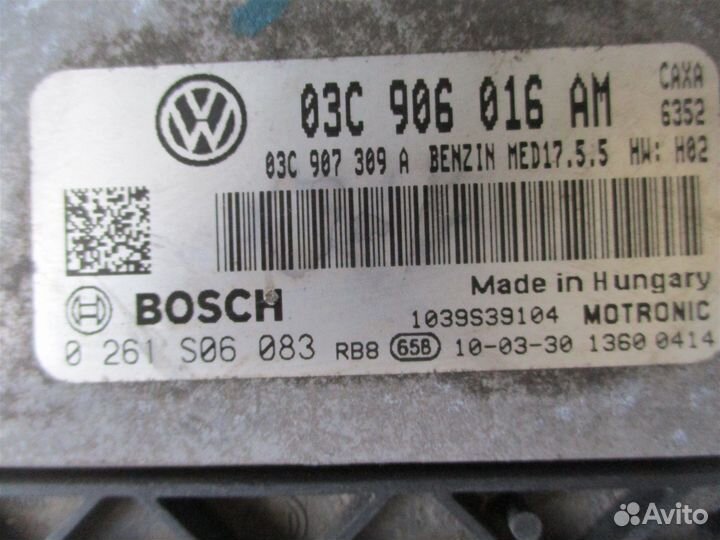 03C 906 016 AM CAXA
6352
03C 907 309 A BENZIN MED17.5.5 HW: H02
Made in Hungary
BOSCH 1039S39104 MOTRONIC
0 261 S06 083 RB8 658 10-03-30 1360 0414
Avito